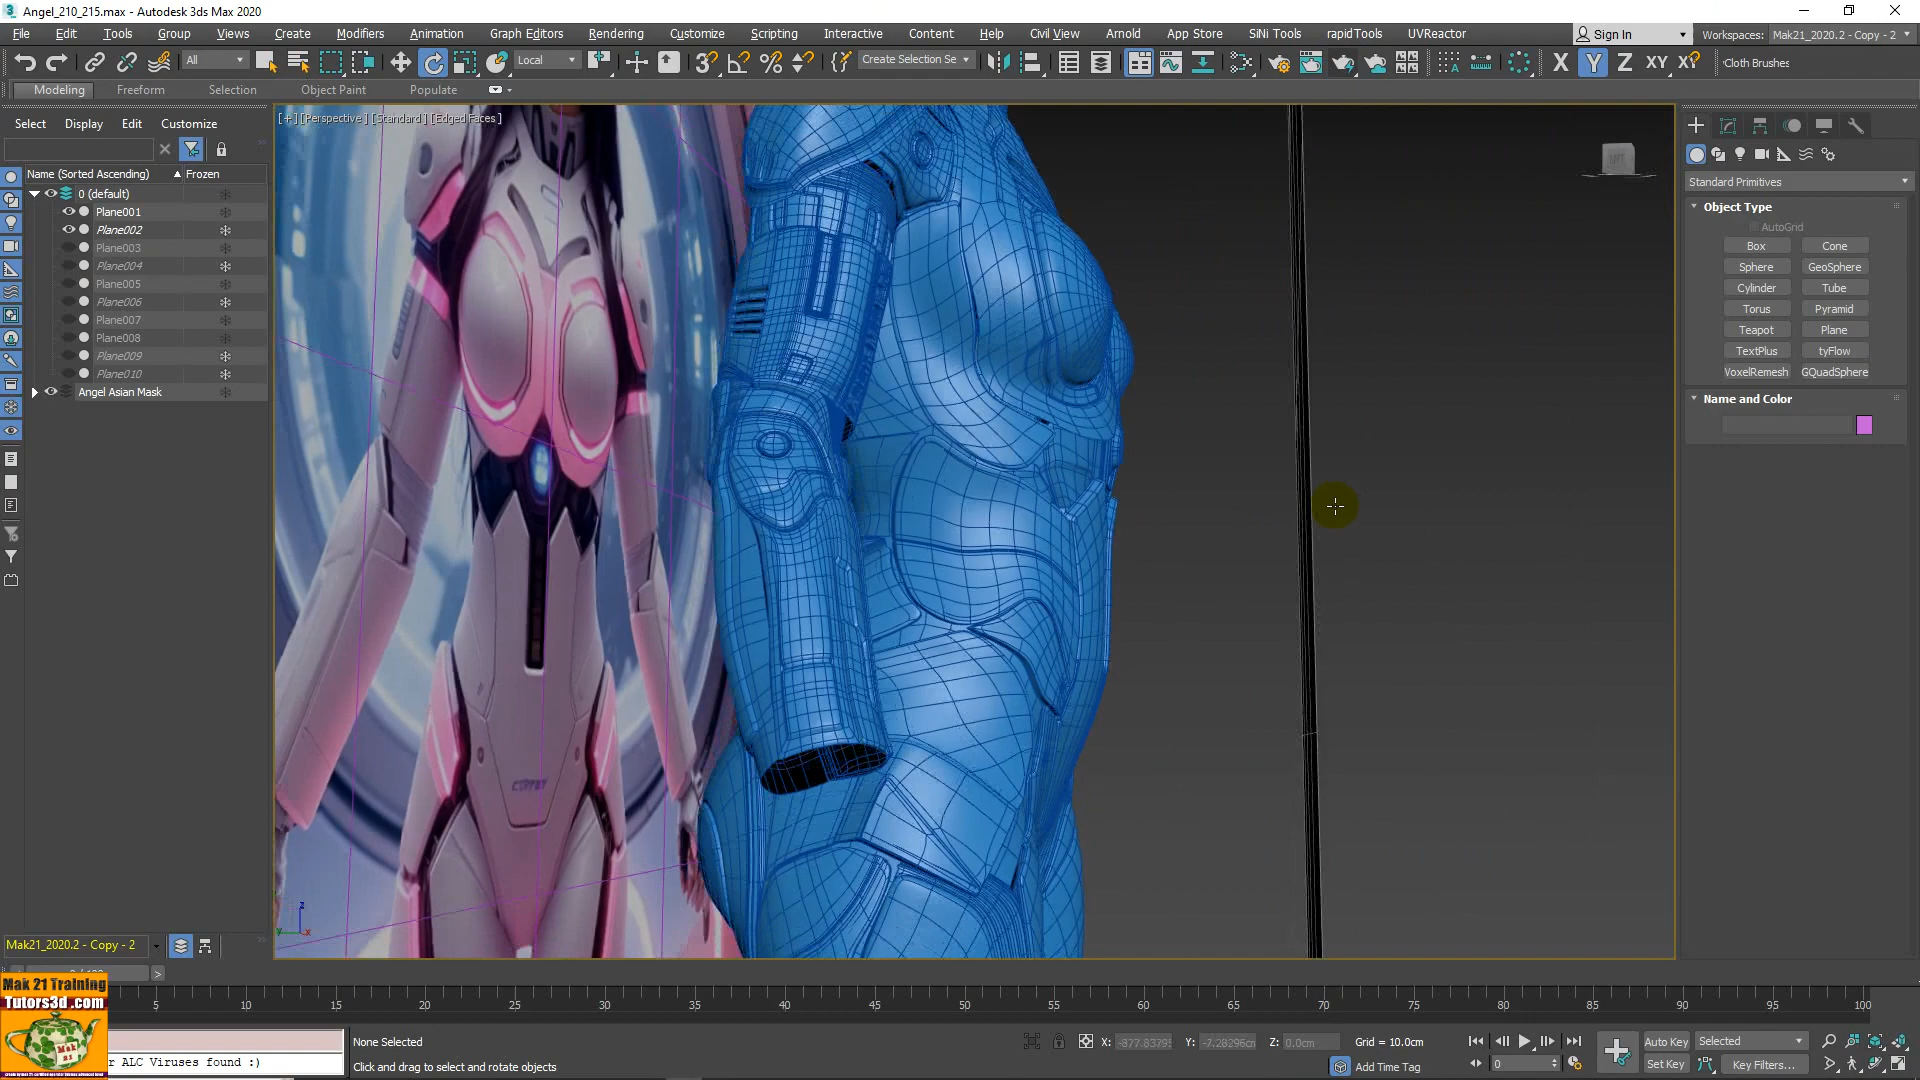 Angel_210_215.max - Autodesk 3ds Max 2020
File Edit Tools Group Views Create Modifiers Animation Graph Editors Rendering Customize Scripting Interactive Content Help Civil View Arnold App Store SiNi Tools rapidTools UVReactor
Sign In Workspaces: Mak21_2020.2 - Copy - 2
All Local Create Selection Se X Y Z XY XY Cloth Brushes
Modeling Freeform Selection Object Paint Populate
Select Display Edit Customize
[+] [Perspective] [Standard] [Edged Faces]
Name (Sorted Ascending) Frozen
0 (default)
Plane001
Plane002
Plane003
Plane004
Plane005
Plane006
Plane007
Plane008
Plane009
Plane010
Angel Asian Mask
Standard Primitives
Object Type
AutoGrid
Box Cone
Sphere GeoSphere
Cylinder Tube
Torus Pyramid
Teapot Plane
TextPlus tyFlow
VoxelRemesh GQuadSphere
Name and Color
z
x
Mak21_2020.2 - Copy - 2
Mak 21 Training
Tutors3d.com
Mak
21
5 10 15 20 25 30 35 40 45 50 55 60 65 70 75 80 85 90 95 100
None Selected
X: -877.83795 Y: -7.28296cm Z: 0.0cm Grid = 10.0cm
Auto Key Selected
r ALC Viruses found :)
Click and drag to select and rotate objects
Add Time Tag
0
Set Key Key Filters...